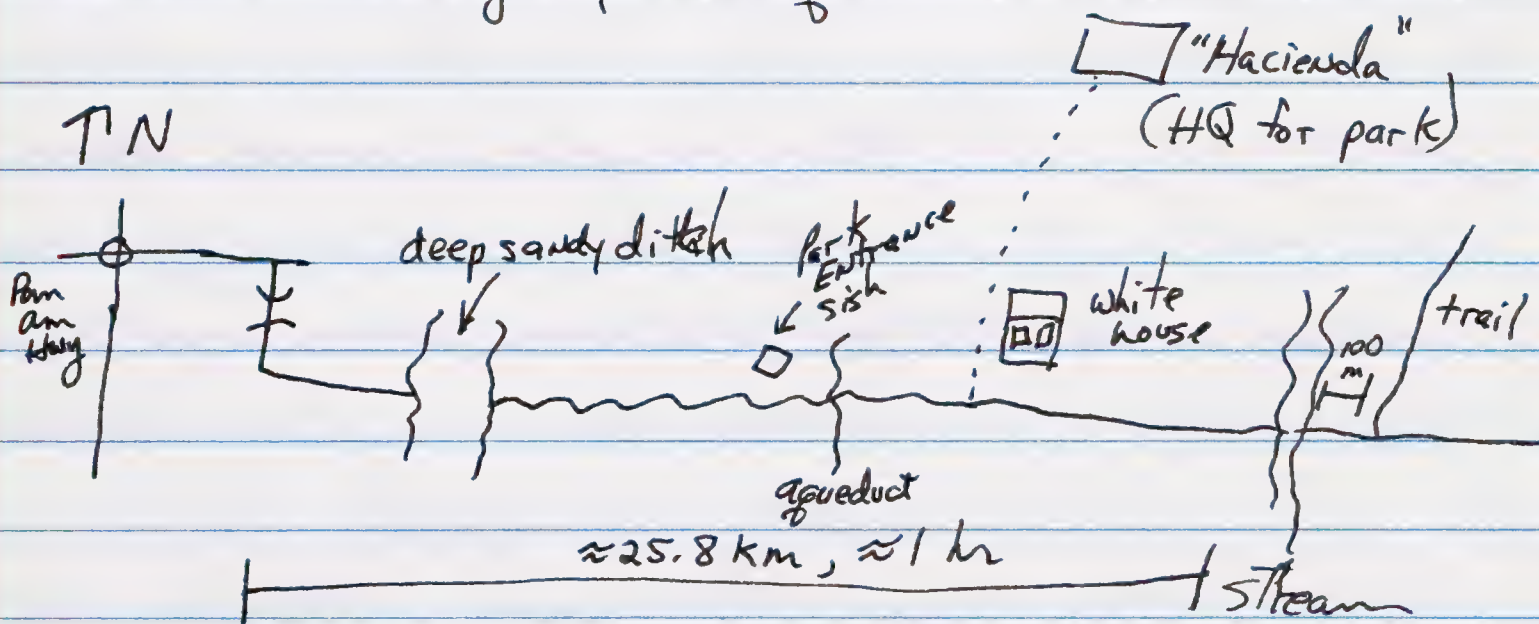 "Hacienda"
(HQ for park)
↑ N
deep sandy ditch
Park
Entrance
sign
Pan
am
Hwy
white
house
100
m
trail
aqueduct
≈25.8 km, ≈1 hr
stream